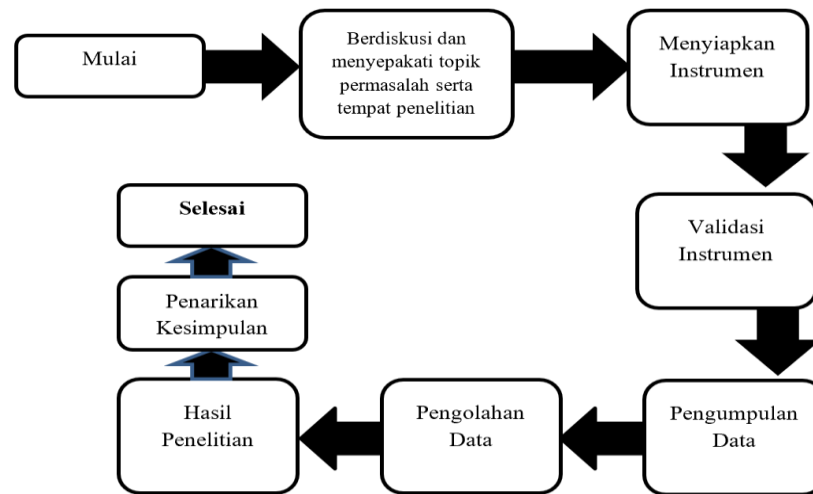 Mulai
Berdiskusi dan
menyepakati topik
permasalah serta
tempat penelitian
Menyiapkan
Instrumen
Validasi
Instrumen
Pengumpulan
Data
Pengolahan
Data
Hasil
Penelitian
Penarikan
Kesimpulan
Selesai